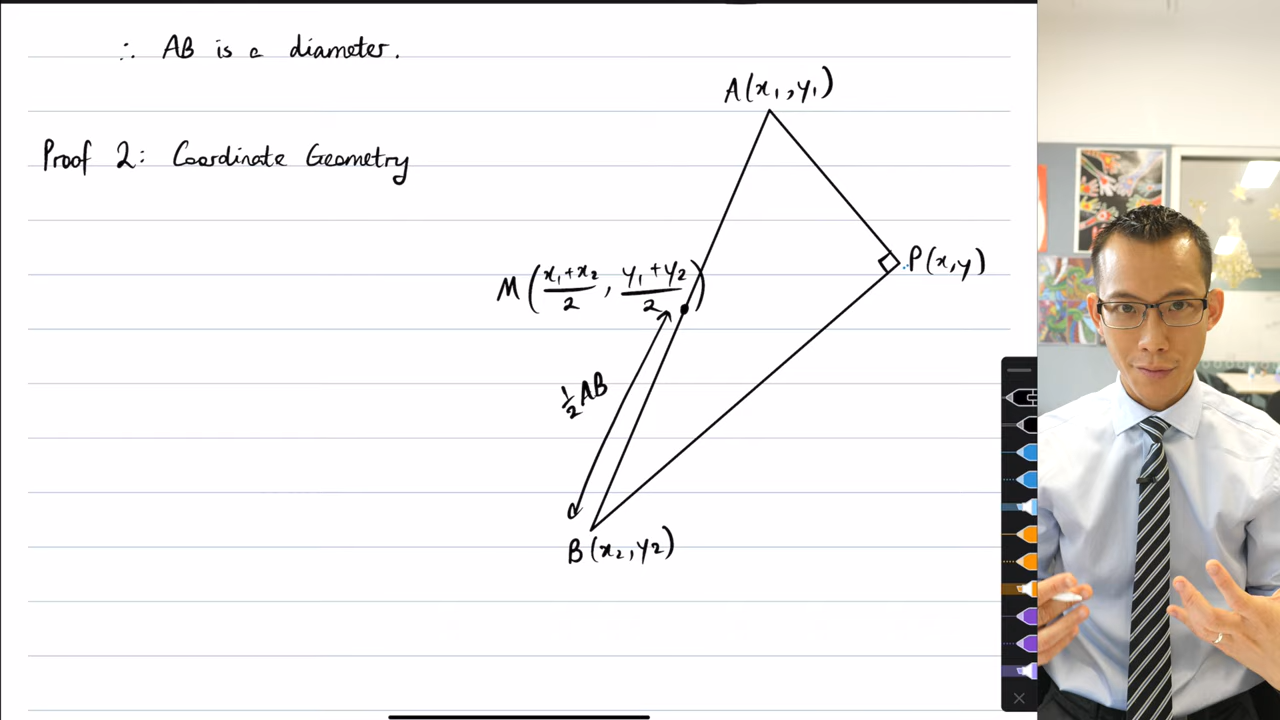 ∴ AB is a diameter.
A(x₁,y₁)
Proof 2: Coordinate Geometry
P(x,y)
M(x₁+x₂/2, y₁+y₂/2)
½AB
B(x₂,y₂)